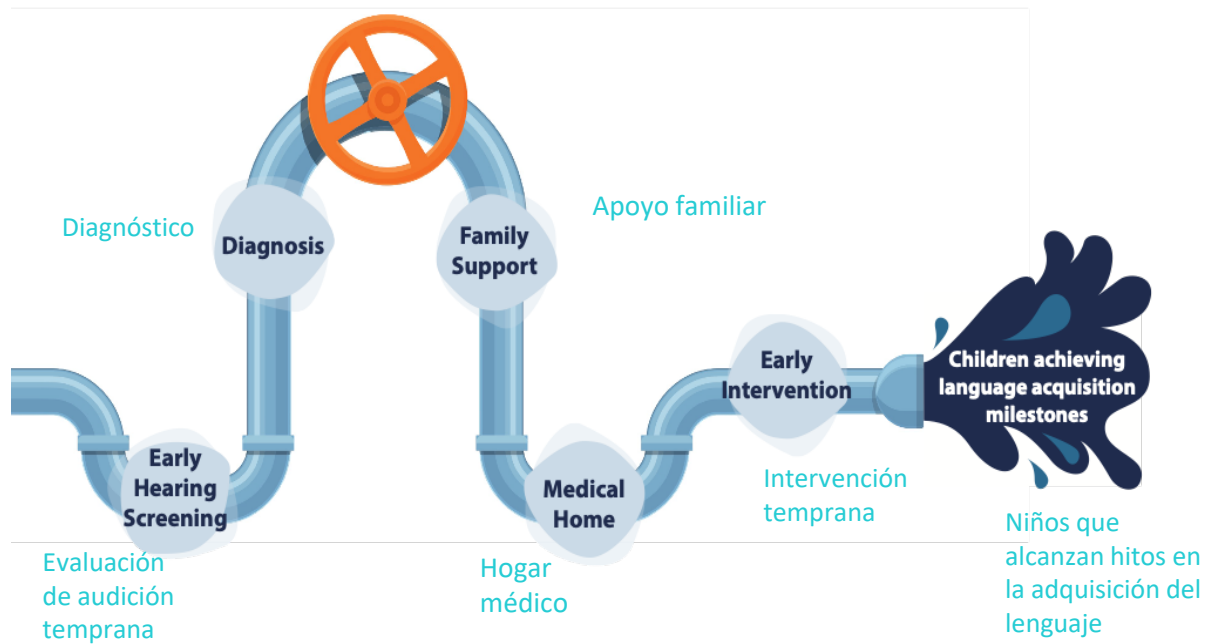 Evaluación
de audición
temprana
Early
Hearing
Screening
Diagnóstico
Diagnosis
Apoyo familiar
Family
Support
Hogar
médico
Medical
Home
Early
Intervention
Intervención
temprana
Children achieving
language acquisition
milestones
Niños que
alcanzan hitos en
la adquisición del
lenguaje